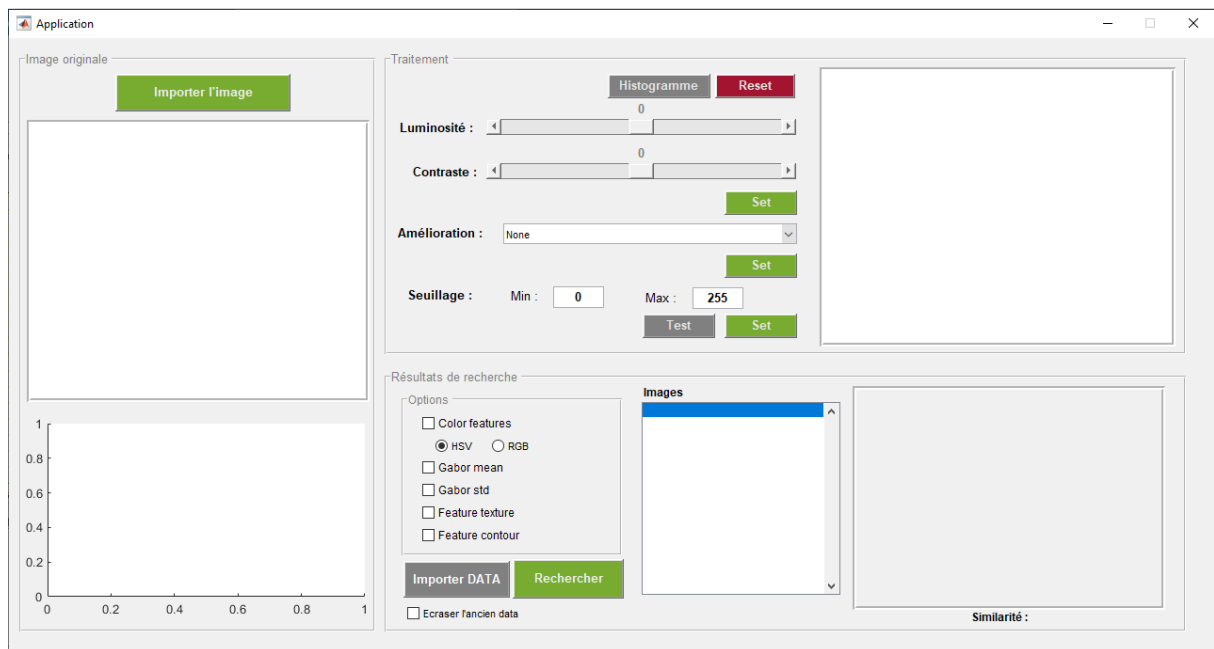 Application
Image originale
Importer l'image
1
0.8
0.6
0.4
0.2
0
0 0.2 0.4 0.6 0.8 1
Traitement
Histogramme Reset
0
Luminosité :
0
Contraste :
Set
Amélioration : None
Set
Seuillage : Min : 0 Max : 255
Test Set
Résultats de recherche
Options
Color features
HSV RGB
Gabor mean
Gabor std
Feature texture
Feature contour
Importer DATA Rechercher
Ecraser l'ancien data
Images
Similarité :